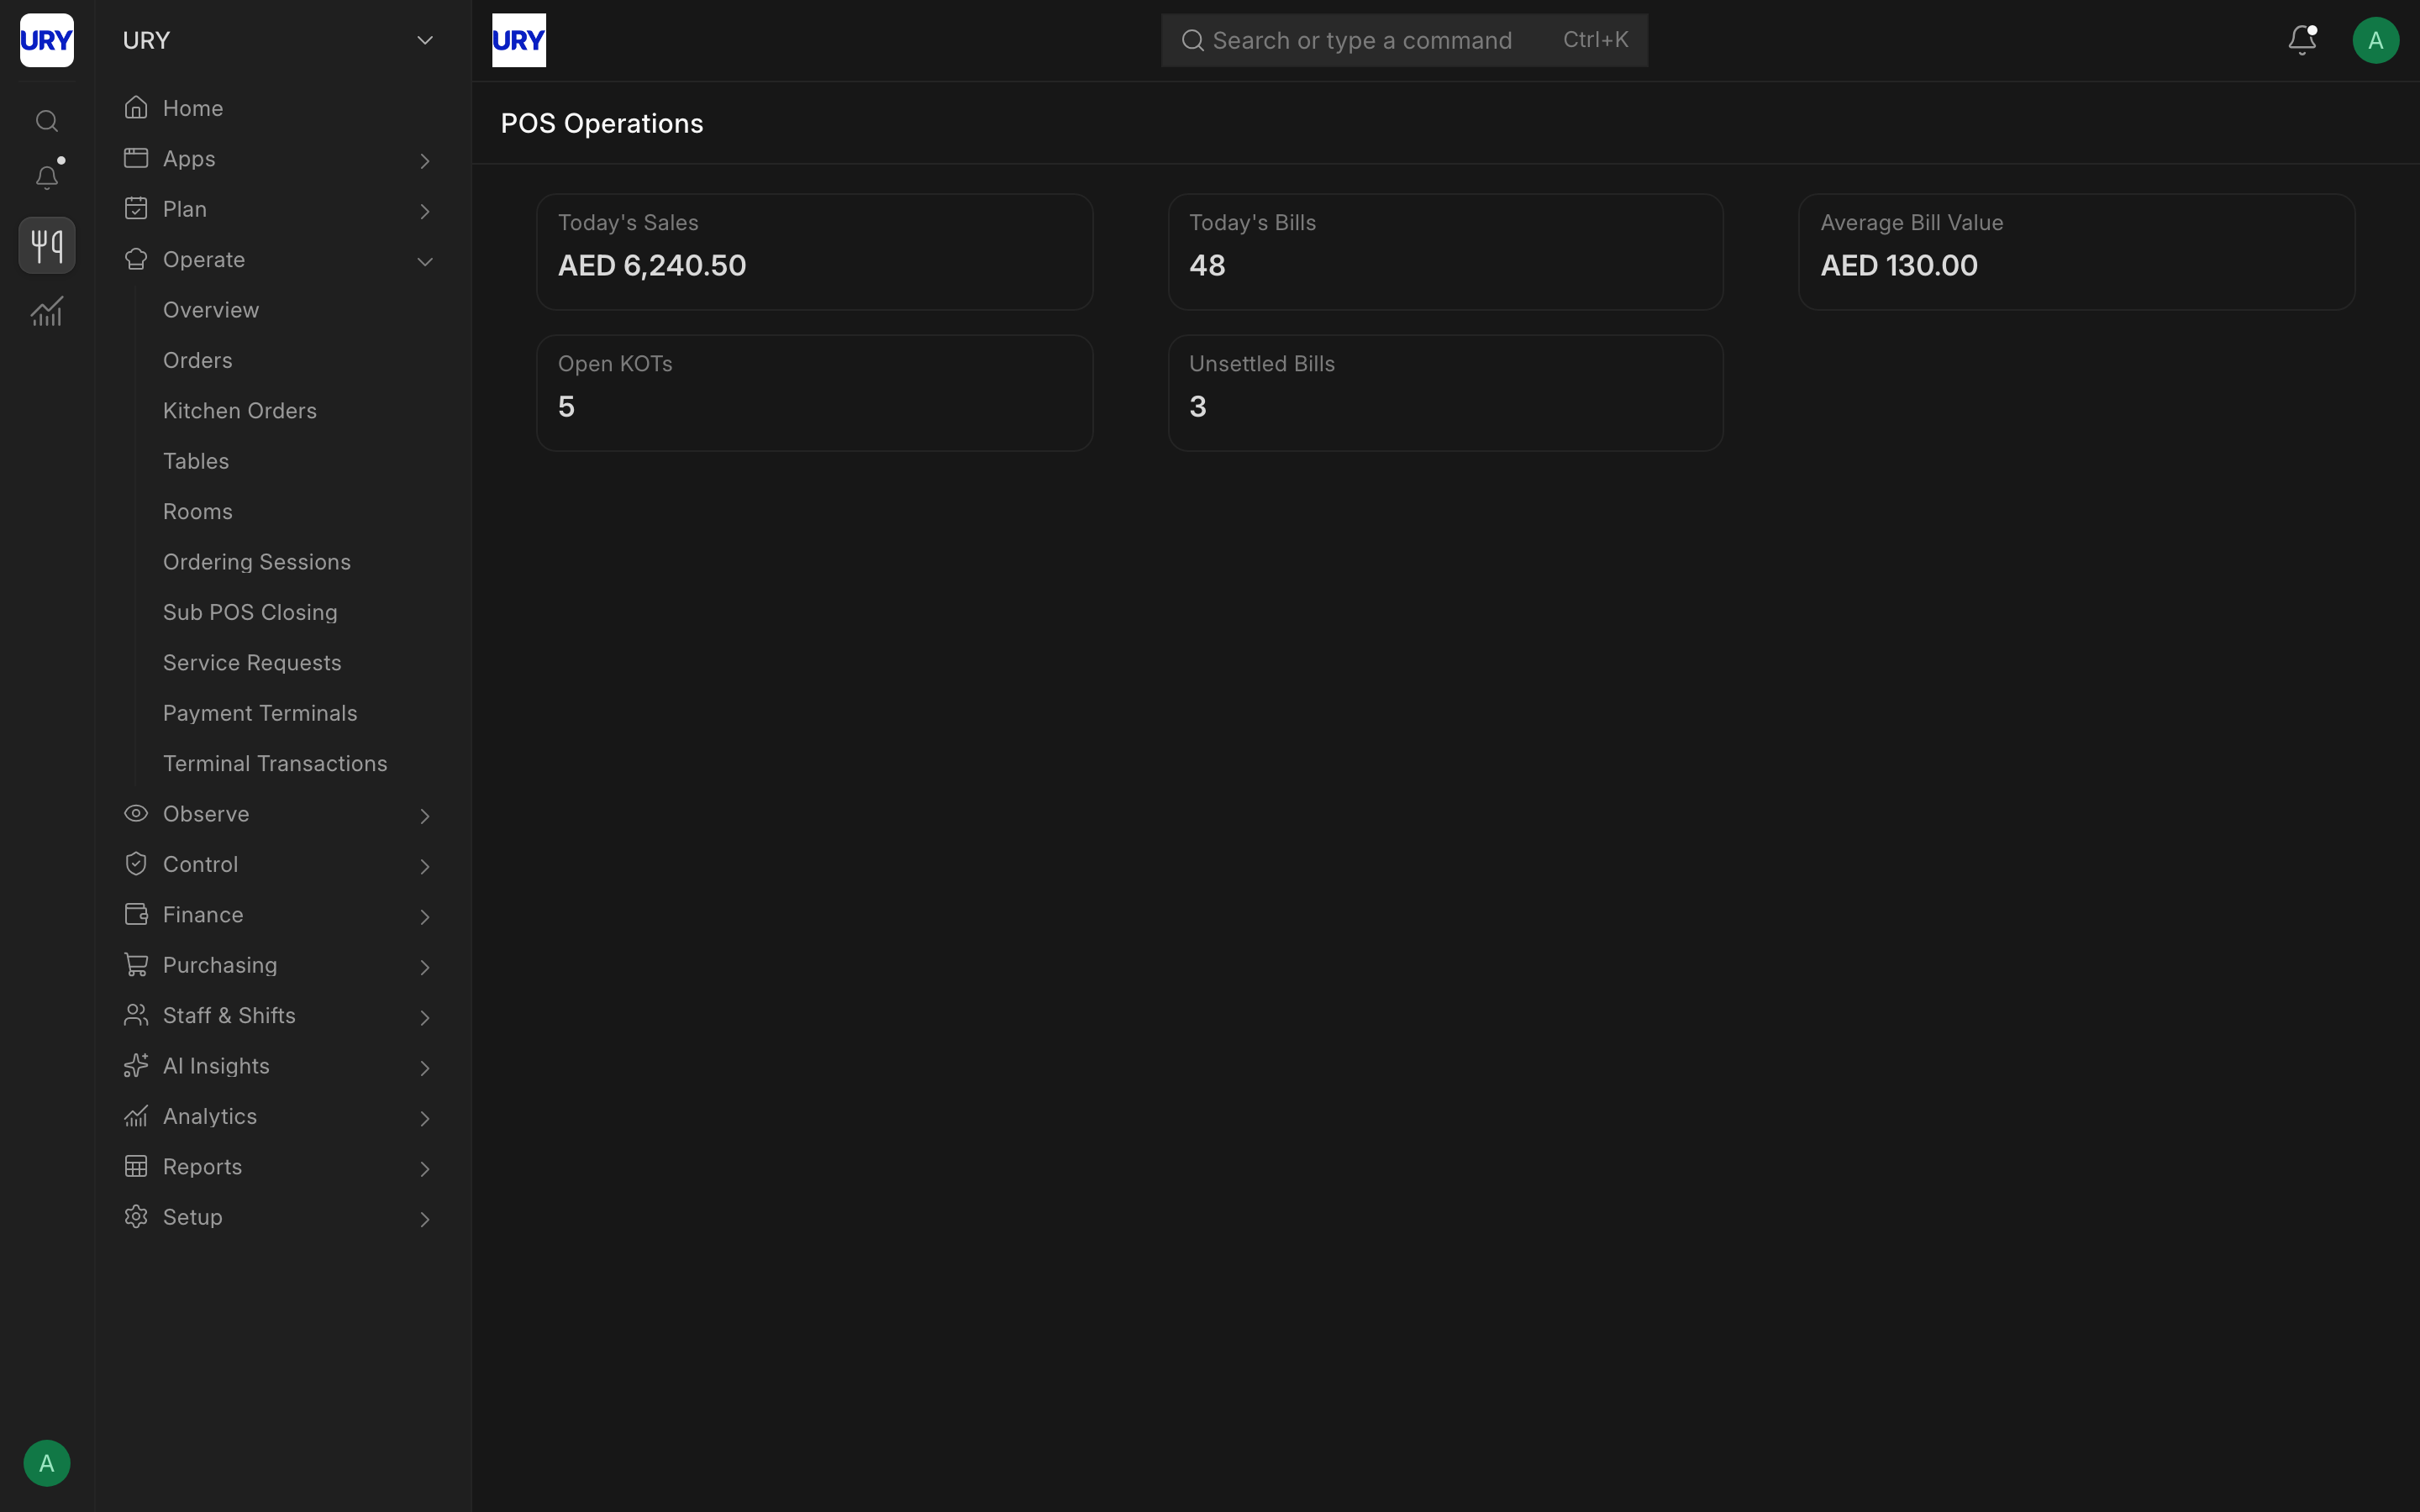 URY
URY
Home
Apps
Plan
Operate
Overview
Orders
Kitchen Orders
Tables
Rooms
Ordering Sessions
Sub POS Closing
Service Requests
Payment Terminals
Terminal Transactions
Observe
Control
Finance
Purchasing
Staff & Shifts
AI Insights
Analytics
Reports
Setup
A
URY
Search or type a command Ctrl+K
A
POS Operations
Today's Sales
AED 6,240.50
Today's Bills
48
Average Bill Value
AED 130.00
Open KOTs
5
Unsettled Bills
3